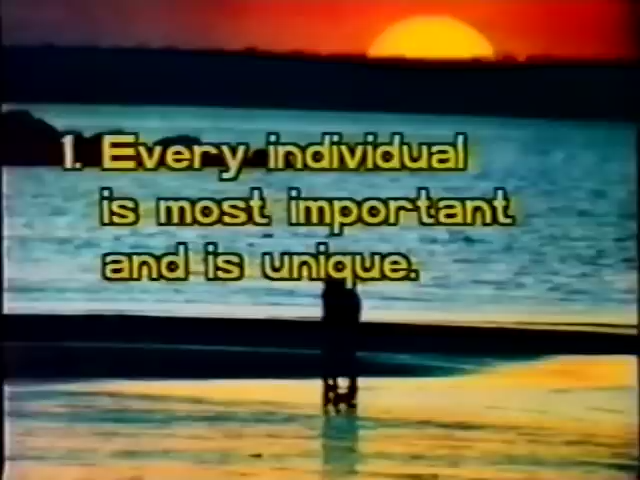 1. Every individual
is most important
and is unique.